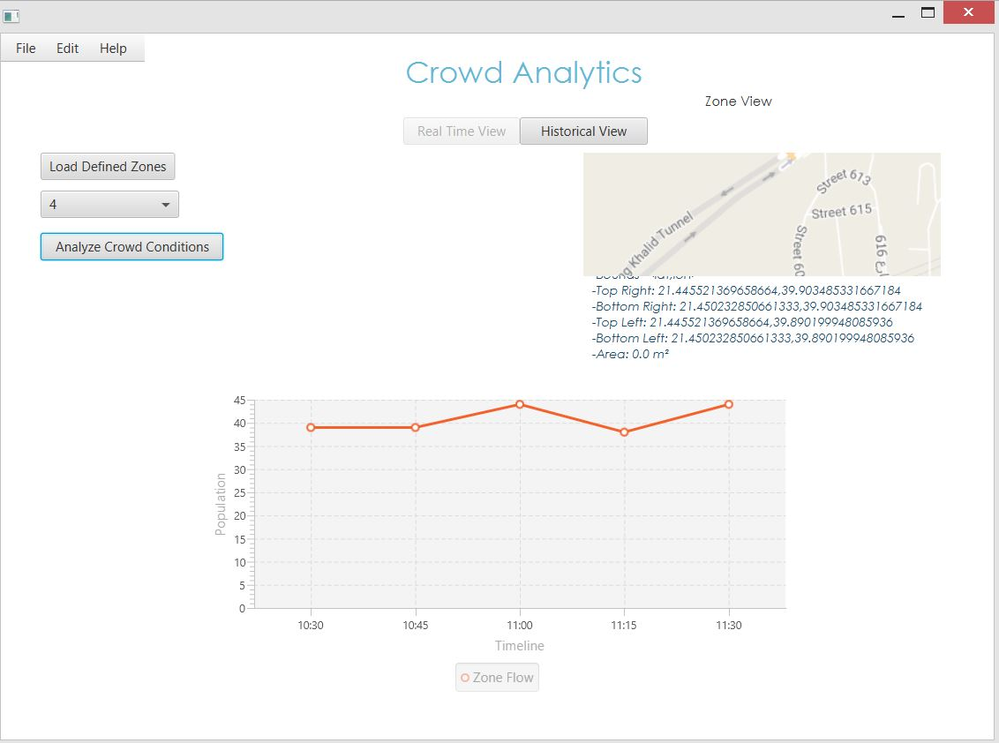 File Edit Help
Crowd Analytics
Zone View
Real Time View Historical View
Load Defined Zones
4
Analyze Crowd Conditions
Street 613
Street 615
Khalid Tunnel
Street 60
616
-Top Right: 21.445521369658664,39.903485331667184
-Bottom Right: 21.450232850661333,39.903485331667184
-Top Left: 21.445521369658664,39.890199948085936
-Bottom Left: 21.450232850661333,39.890199948085936
-Area: 0.0 m²
45
40
35
30
25
20
15
10
5
0
Population
10:30 10:45 11:00 11:15 11:30
Timeline
Zone Flow